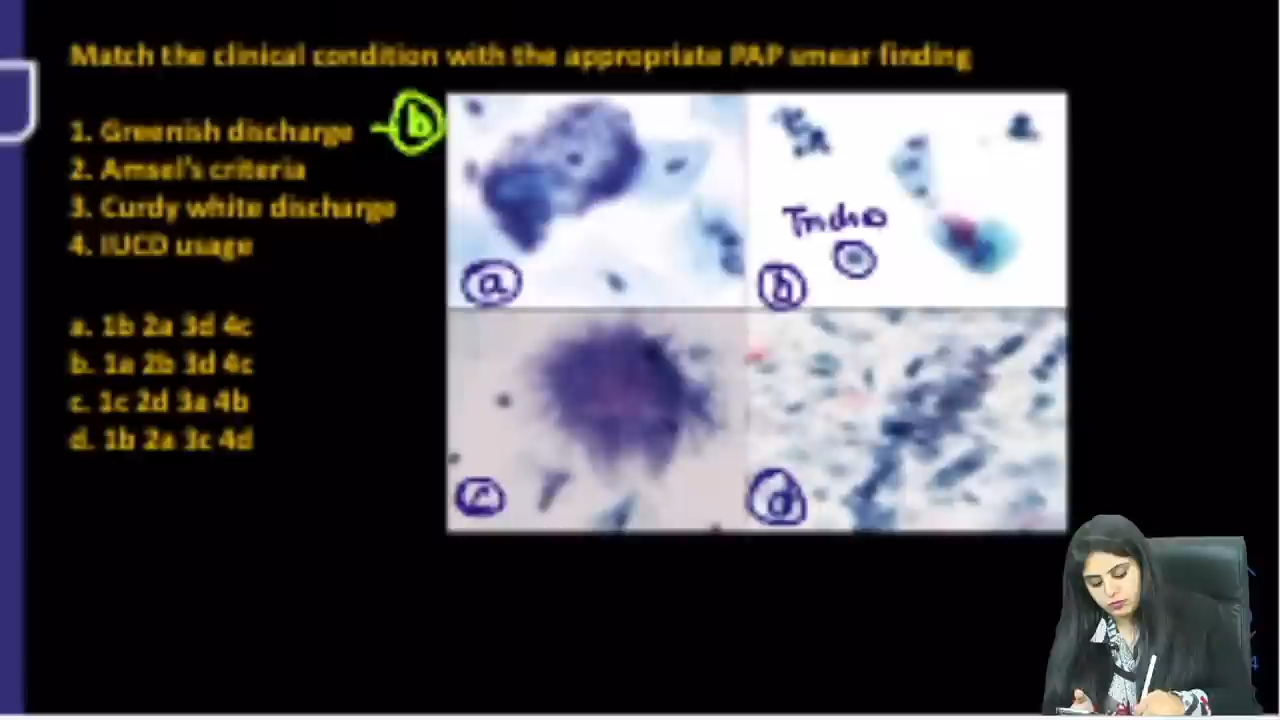 Match the clinical condition with the appropriate PAP smear finding
1. Greenish discharge - b
2. Amsel's criteria
3. Curdy white discharge
4. IUCD usage
a. 1b 2a 3d 4c
b. 1a 2b 3d 4c
c. 1c 2d 3a 4b
d. 1b 2a 3c 4d
a
Tricho
b
c
d
4